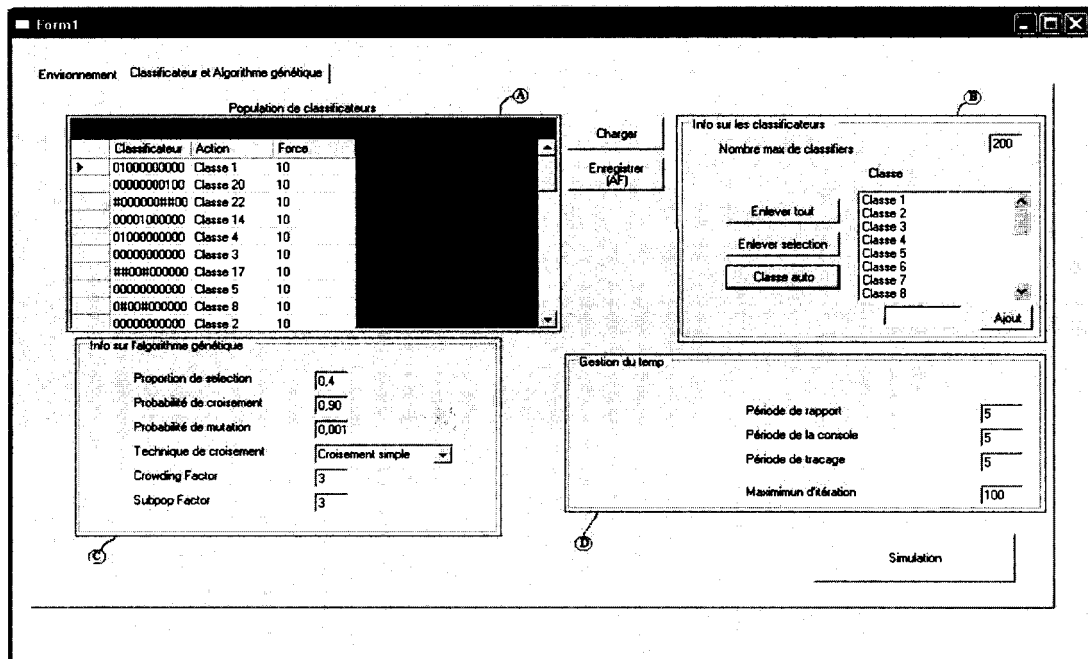 Form1
Environnement Classificateur et Algorithme génétique
A
Population de classificateurs
Classificateur Action Force
01000000000 Classe 1 10
00000000100 Classe 20 10
#000000##00 Classe 22 10
00001000000 Classe 14 10
01000000000 Classe 4 10
00000000000 Classe 3 10
##00#000000 Classe 17 10
00000000000 Classe 5 10
0#00#000000 Classe 8 10
00000000000 Classe 2 10
Charger
Enregistrer
(AF)
B
Info sur les classificateurs
Nombre max de classifiers 200
Classe
Enlever tout
Enlever selection
Classe auto
Classe 1
Classe 2
Classe 3
Classe 4
Classe 5
Classe 6
Classe 7
Classe 8
Ajout
Info sur l'algorithme génétique
Proportion de selection 0,4
Probabilité de croisement 0,90
Probabilité de mutation 0,001
Technique de croisement Croisement simple
Crowding Factor 3
Subpop Factor 3
C
Gestion du temp
Période de rapport 5
Période de la console 5
Période de tracage 5
Maximimun d'itération 100
D
Simulation